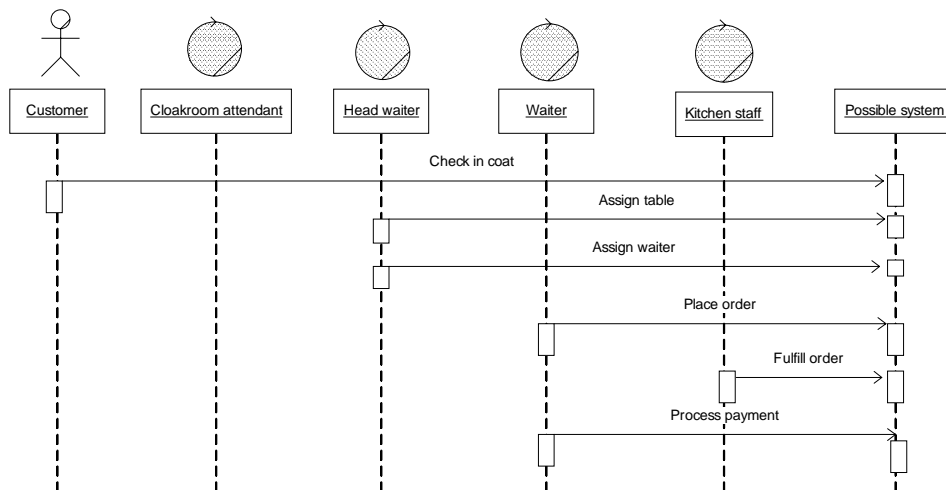 Customer
Cloakroom attendant
Head waiter
Waiter
Kitchen staff
Possible system
Check in coat
Assign table
Assign waiter
Place order
Fulfill order
Process payment